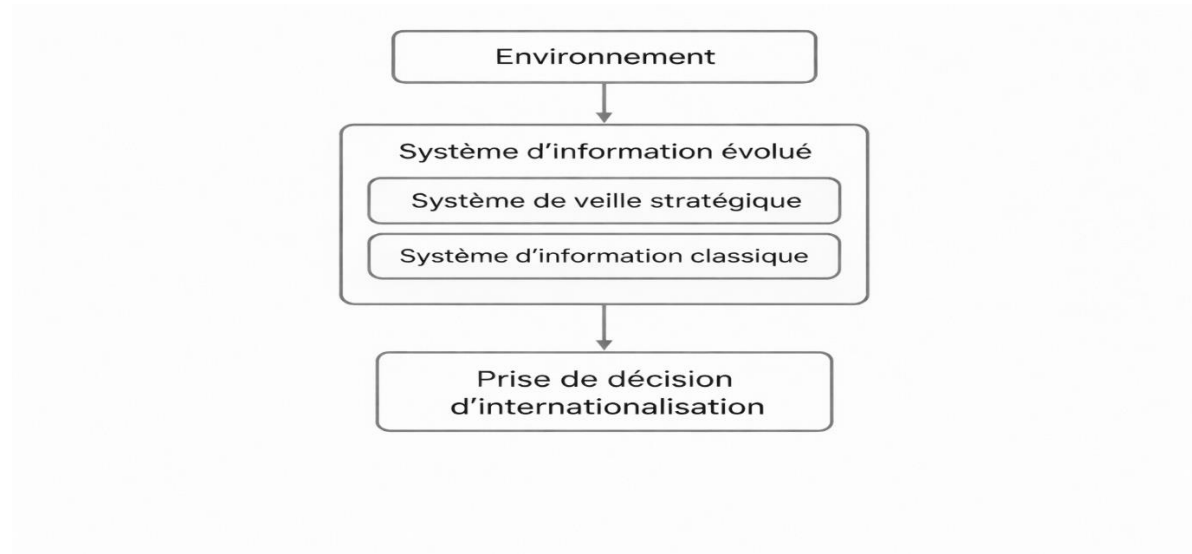 Environnement
Système d'information évolué
Système de veille stratégique
Système d'information classique
Prise de décision
d'internationalisation